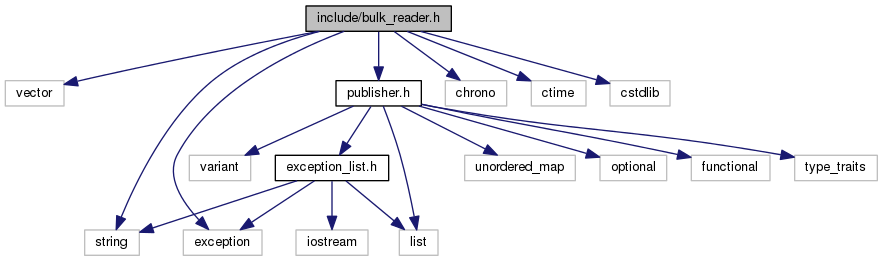 include/bulk_reader.h
vector
publisher.h
chrono
ctime
cstdlib
variant
exception_list.h
unordered_map
optional
functional
type_traits
string
exception
iostream
list